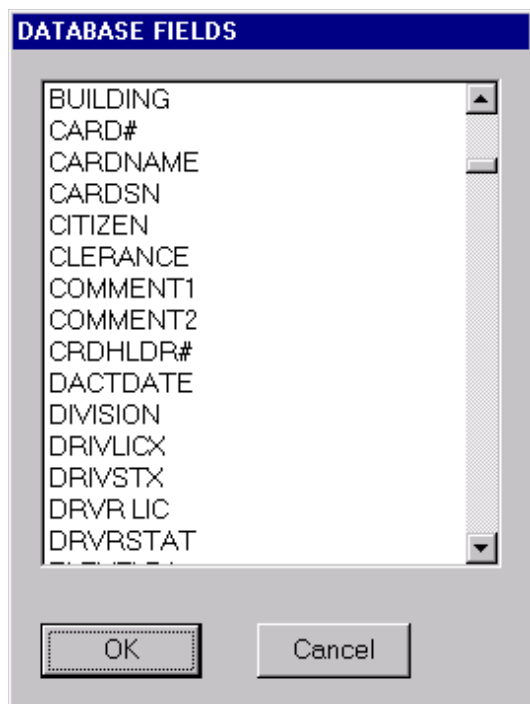 DATABASE FIELDS
BUILDING
CARD#
CARDNAME
CARDSN
CITIZEN
CLERANCE
COMMENT1
COMMENT2
CRDHLDR#
DACTDATE
DIVISION
DRIVLICX
DRIVSTX
DRVR LIC
DRVRSTAT
OK Cancel